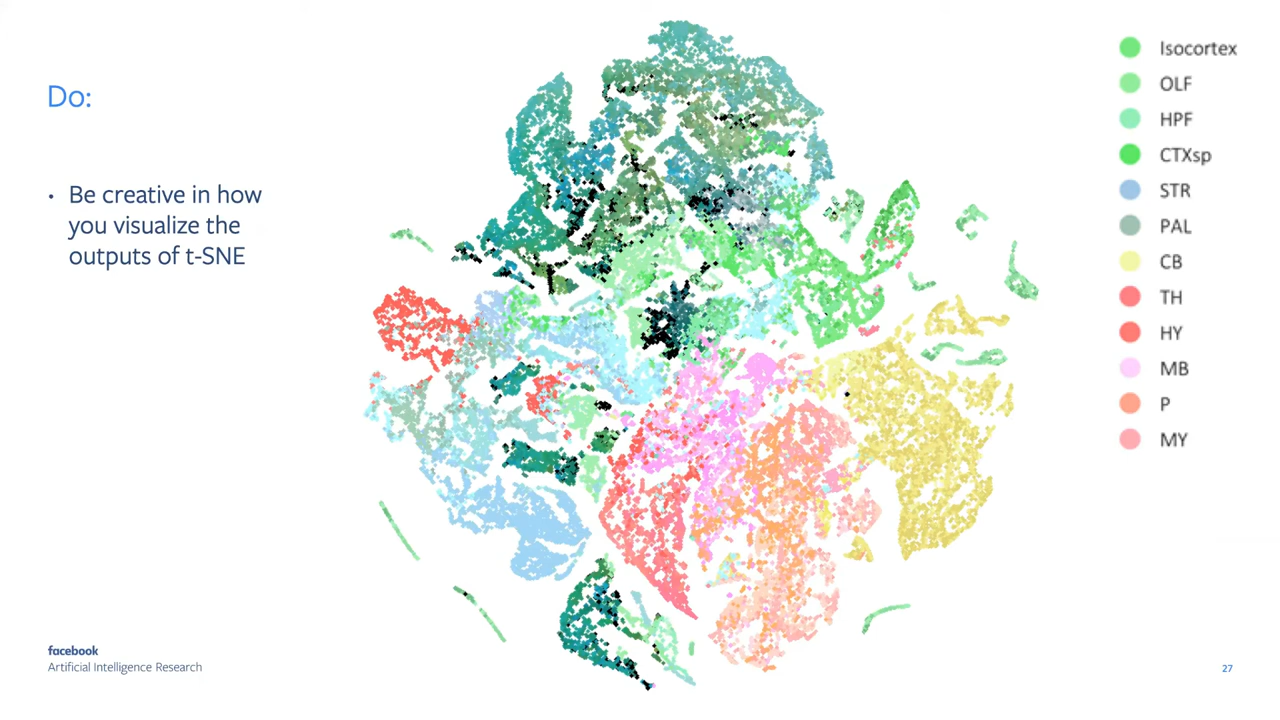 Do:
• Be creative in how
you visualize the
outputs of t-SNE
Isocortex
OLF
HPF
CTXsp
STR
PAL
CB
TH
HY
MB
P
MY
facebook
Artificial Intelligence Research
27